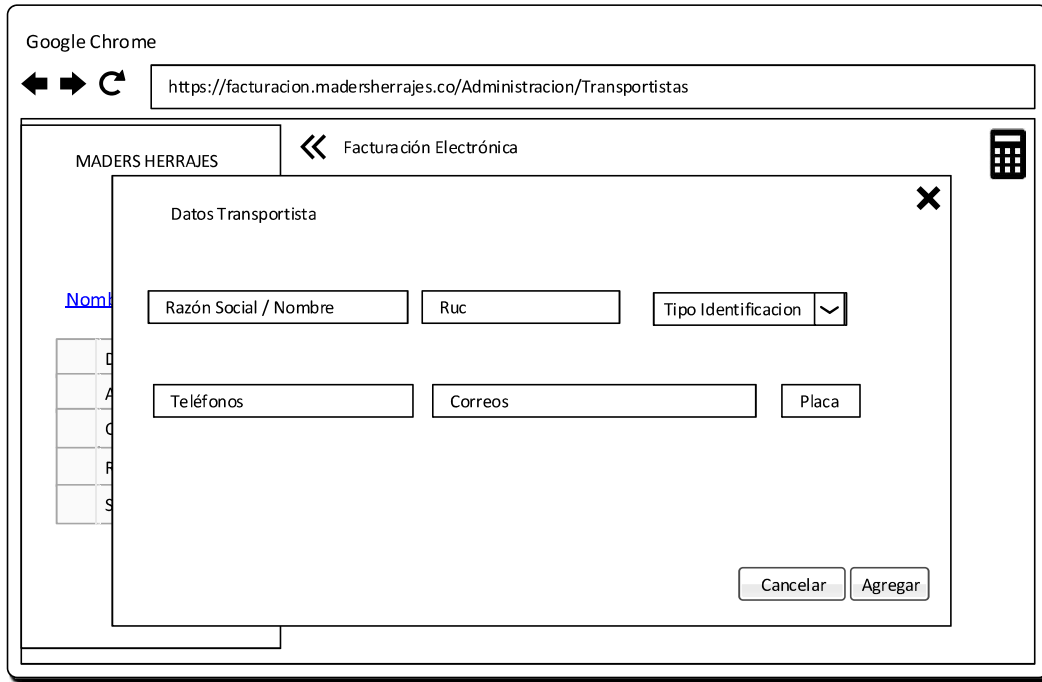 Google Chrome
https://facturacion.madersherrajes.co/Administracion/Transportistas
MADERS HERRAJES
Facturación Electrónica
Datos Transportista
Razón Social / Nombre
Ruc
Tipo Identificacion
Teléfonos
Correos
Placa
Cancelar
Agregar